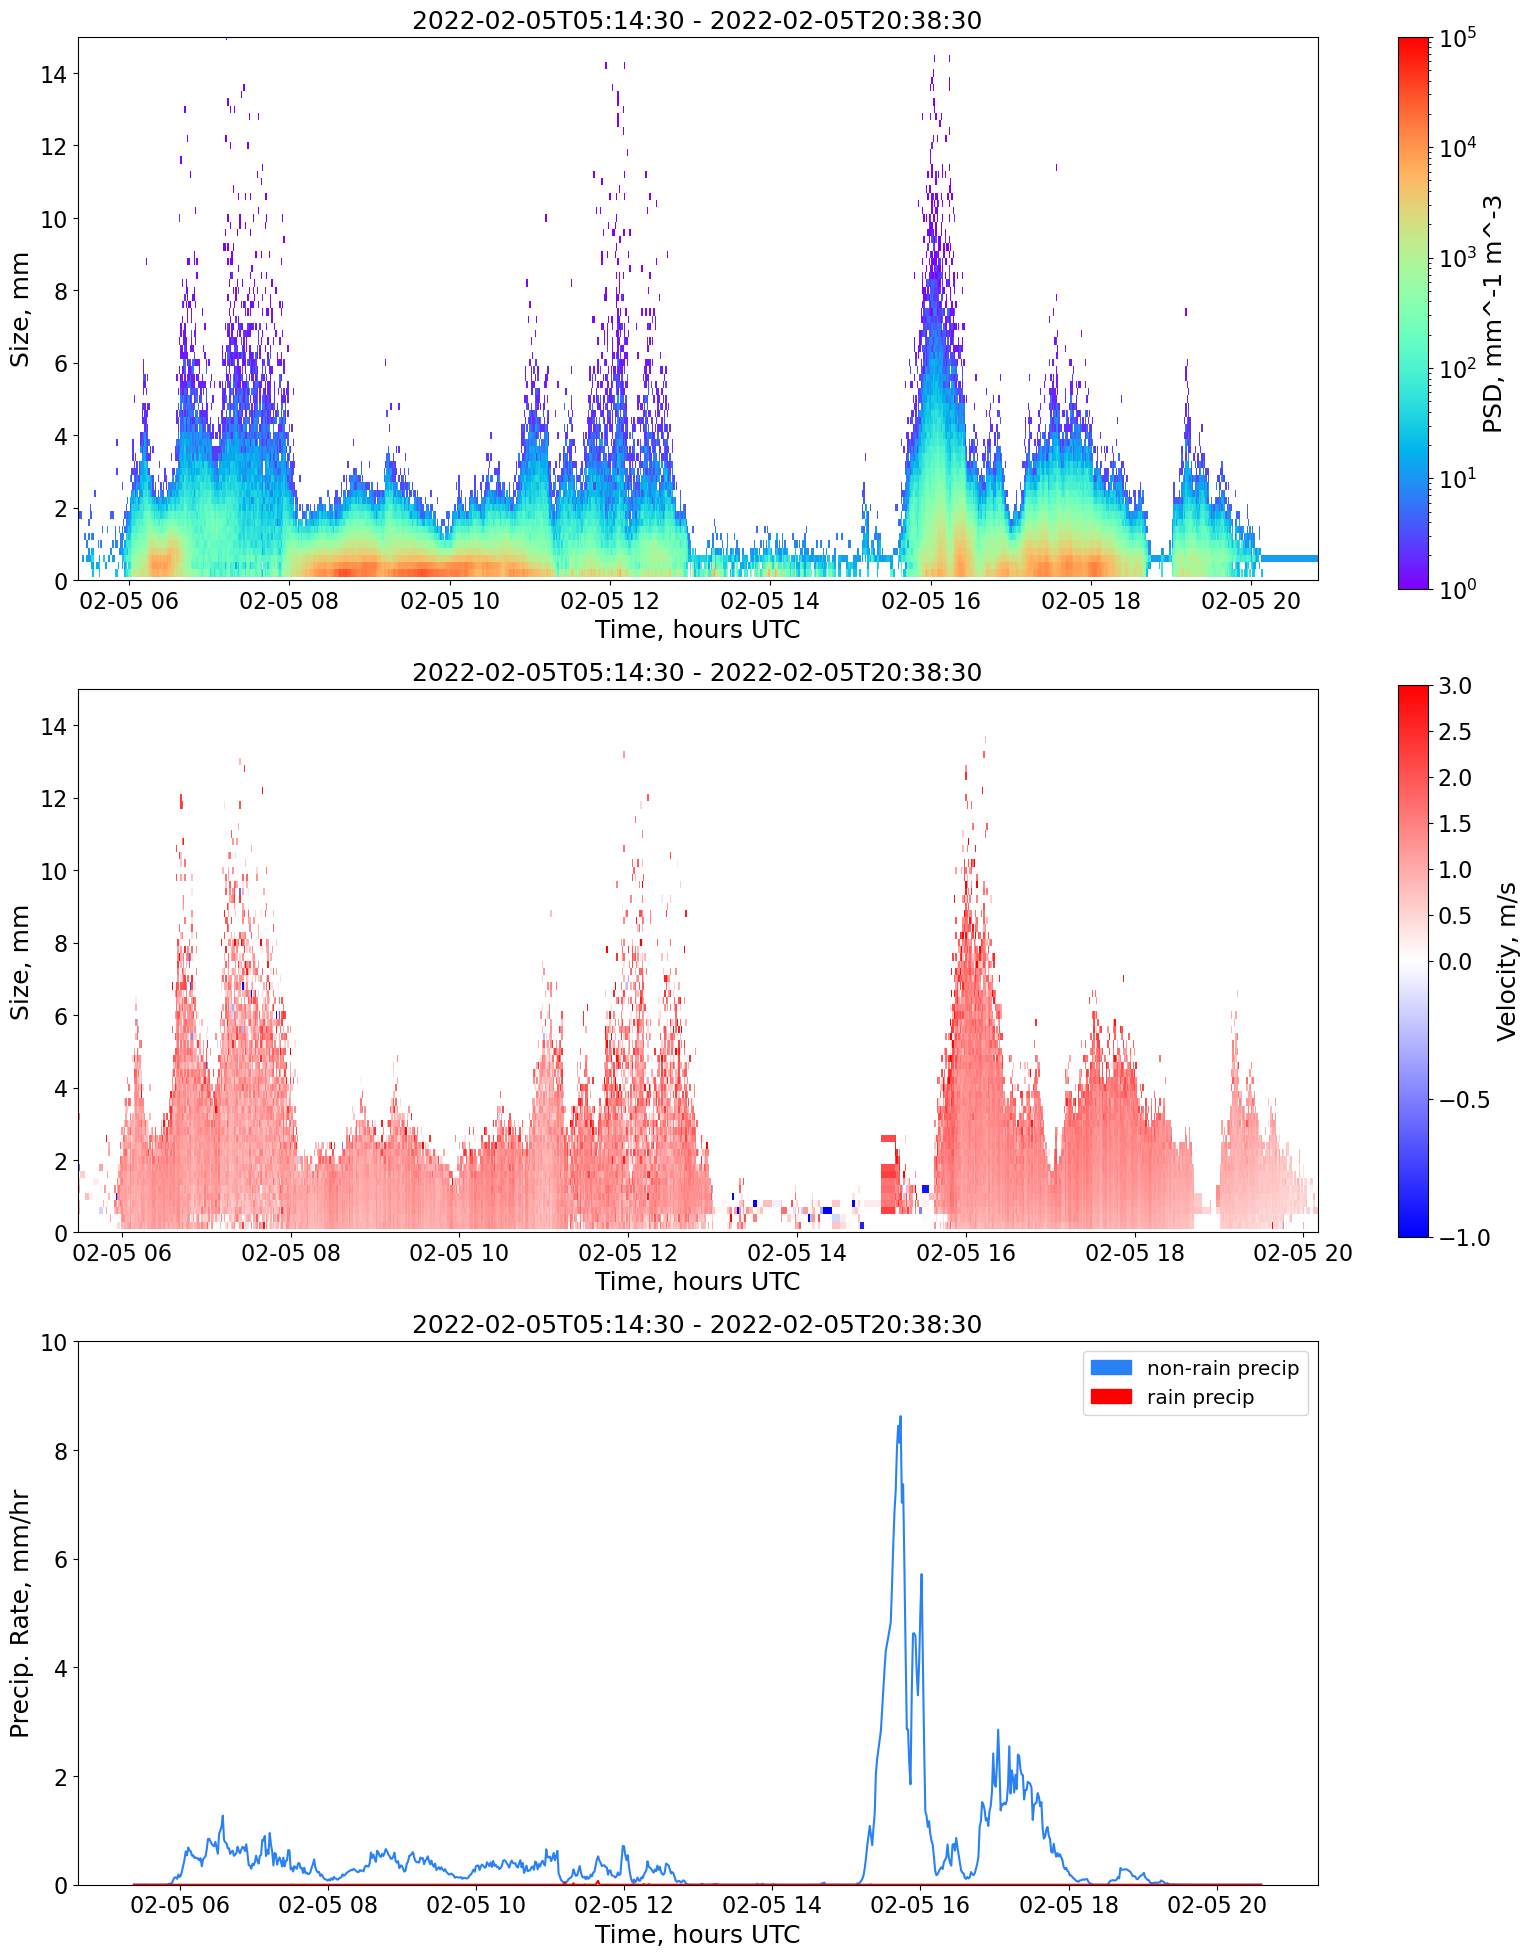 2022-02-05T05:14:30 - 2022-02-05T20:38:30
14
12
10
8
6
4
2
0
Size, mm
02-05 06 02-05 08 02-05 10 02-05 12 02-05 14 02-05 16 02-05 18 02-05 20
Time, hours UTC
10^5
10^4
10^3
10^2
10^1
10^0
PSD, mm^-1 m^-3
2022-02-05T05:14:30 - 2022-02-05T20:38:30
14
12
10
8
6
4
2
0
Size, mm
02-05 06 02-05 08 02-05 10 02-05 12 02-05 14 02-05 16 02-05 18 02-05 20
Time, hours UTC
3.0
2.5
2.0
1.5
1.0
0.5
0.0
−0.5
−1.0
Velocity, m/s
2022-02-05T05:14:30 - 2022-02-05T20:38:30
10
8
6
4
2
0
Precip. Rate, mm/hr
non-rain precip
rain precip
02-05 06 02-05 08 02-05 10 02-05 12 02-05 14 02-05 16 02-05 18 02-05 20
Time, hours UTC